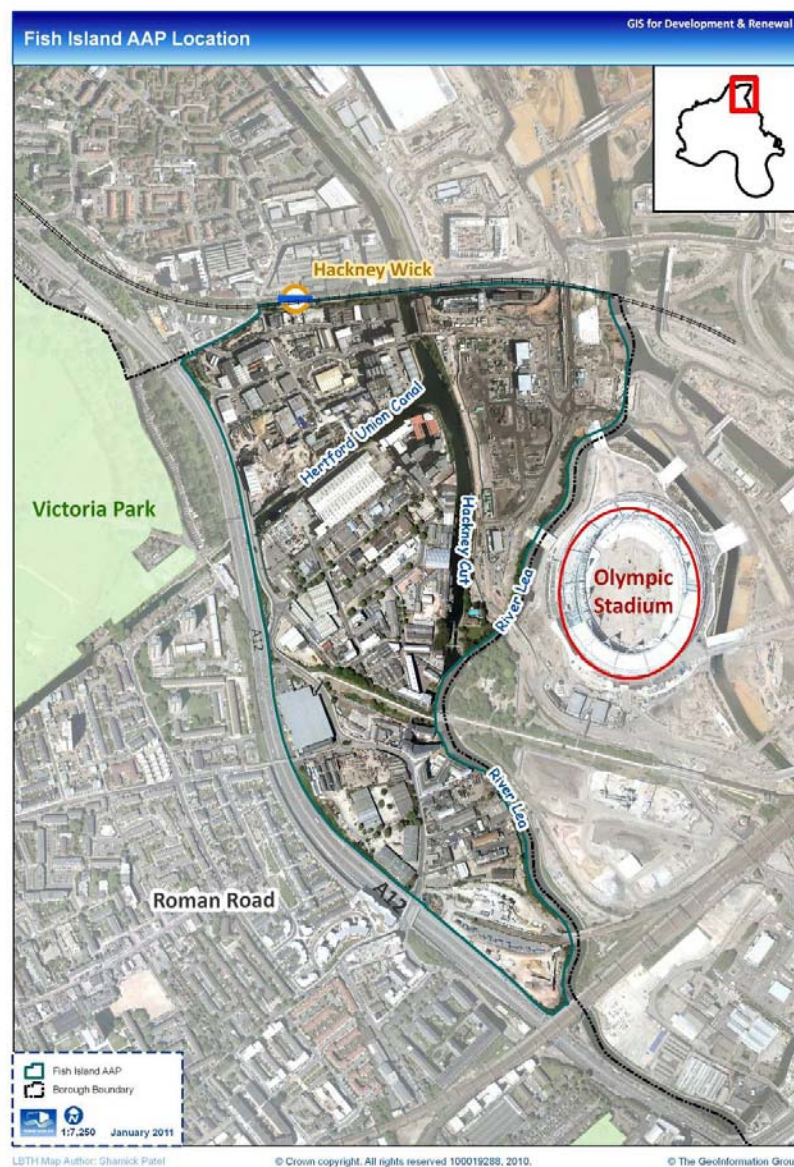 Fish Island AAP Location
GIS for Development & Renewal
Hackney Wick
Hertford Union Canal
Victoria Park
Hackney Cut
River Lea
Olympic
Stadium
A12
River Lea
Roman Road
A12
Fish Island AAP
Borough Boundary
1:7,250 January 2011
LBTH Map Author: Shamick Patel
© Crown copyright. All rights reserved 100019288, 2010.
© The GeoInformation Grou